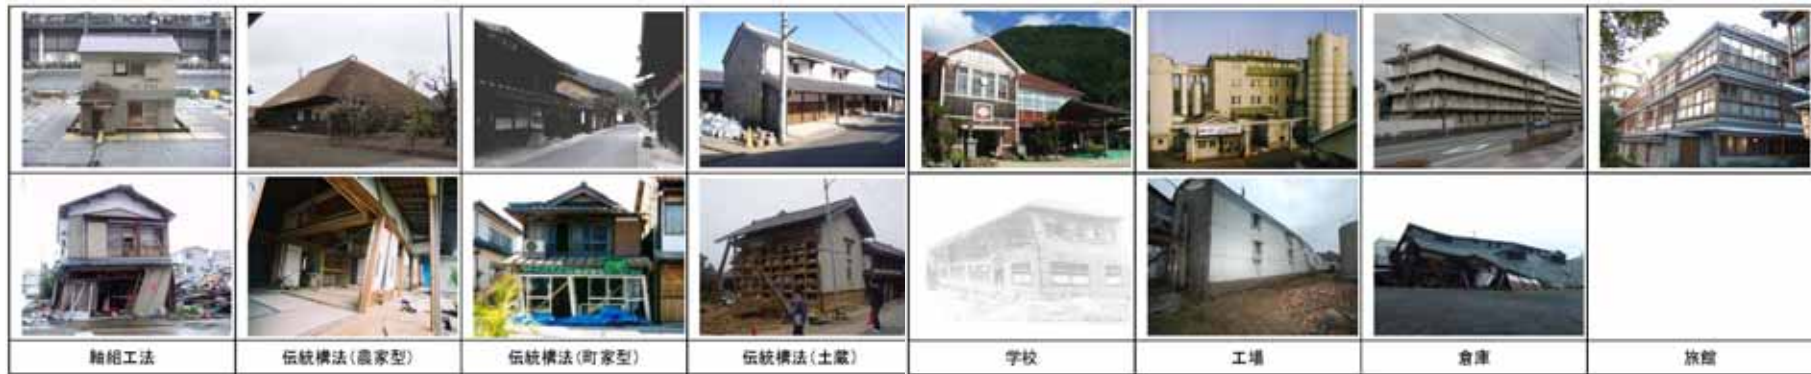 軸組工法
伝統構法(農家型)
伝統構法(町家型)
伝統構法(土蔵)
学校
工場
倉庫
旅館